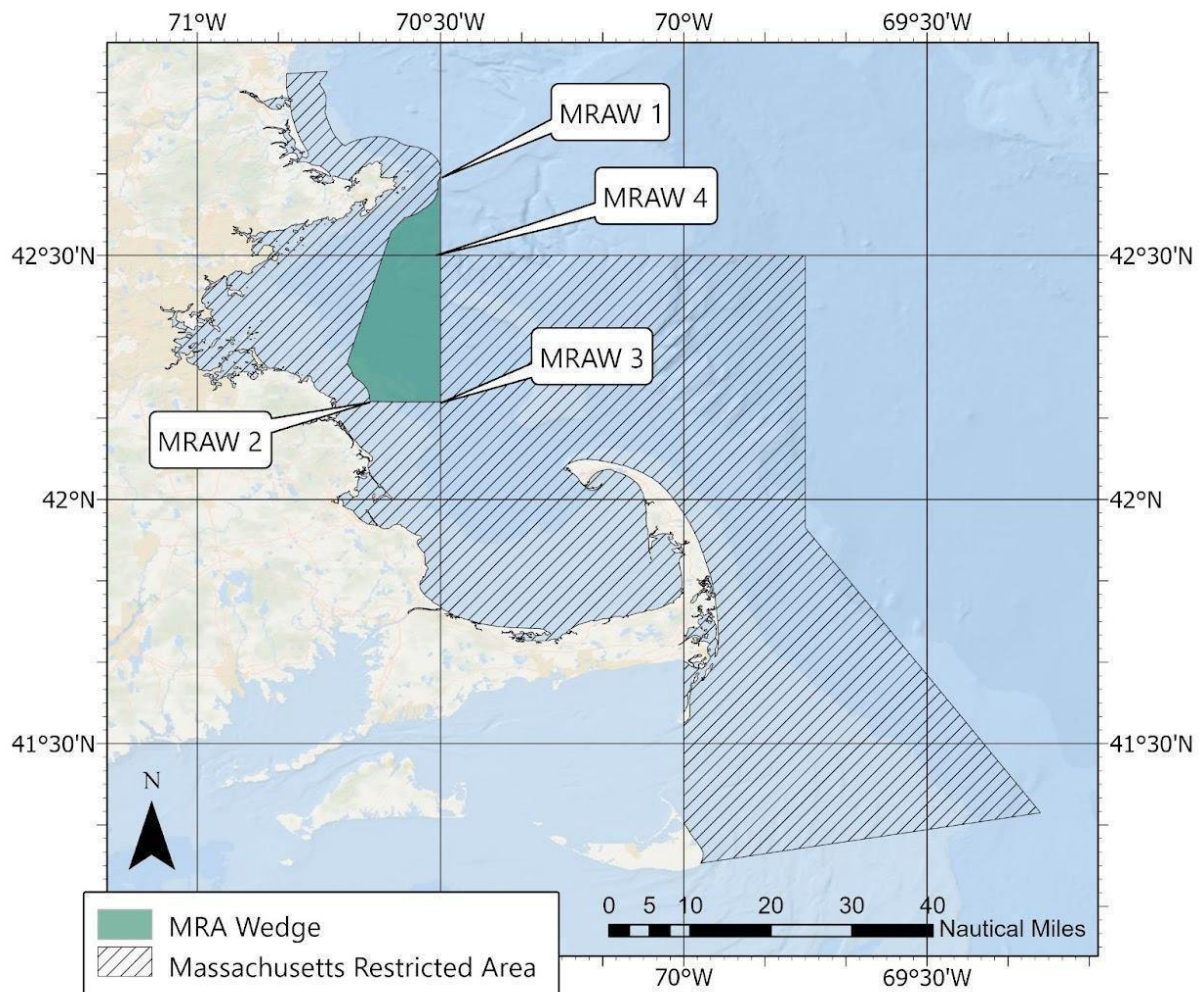 71°W 70°30'W 70°W 69°30'W
MRAW 1
MRAW 4
42°30'N 42°30'N
MRAW 3
MRAW 2
42°N 42°N
41°30'N 41°30'N
N
MRA Wedge
Massachusetts Restricted Area
0 5 10 20 30 40
Nautical Miles
70°W 69°30'W